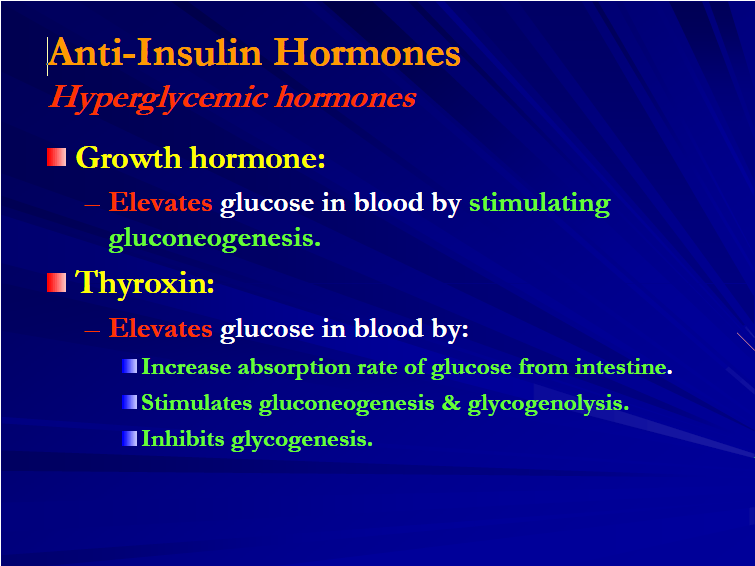 Anti-Insulin Hormones
Hyperglycemic hormones
Growth hormone:
– Elevates glucose in blood by stimulating
gluconeogenesis.
Thyroxin:
– Elevates glucose in blood by:
Increase absorption rate of glucose from intestine.
Stimulates gluconeogenesis & glycogenolysis.
Inhibits glycogenesis.